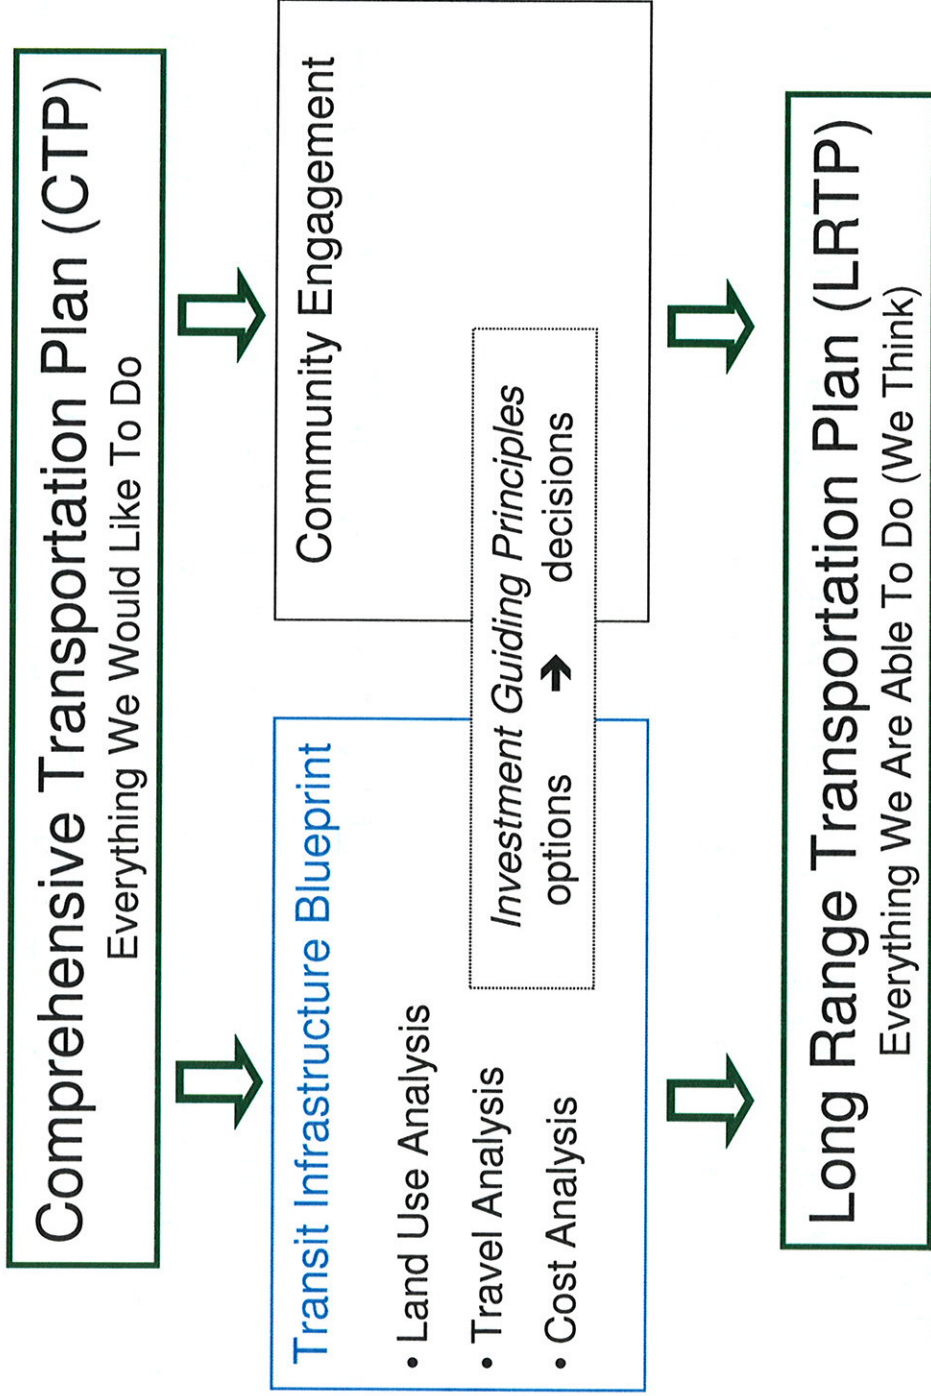 Comprehensive Transportation Plan (CTP)
Everything We Would Like To Do
Transit Infrastructure Blueprint
• Land Use Analysis
• Travel Analysis
• Cost Analysis
Community Engagement
Investment Guiding Principles
options ➔ decisions
Long Range Transportation Plan (LRTP)
Everything We Are Able To Do (We Think)